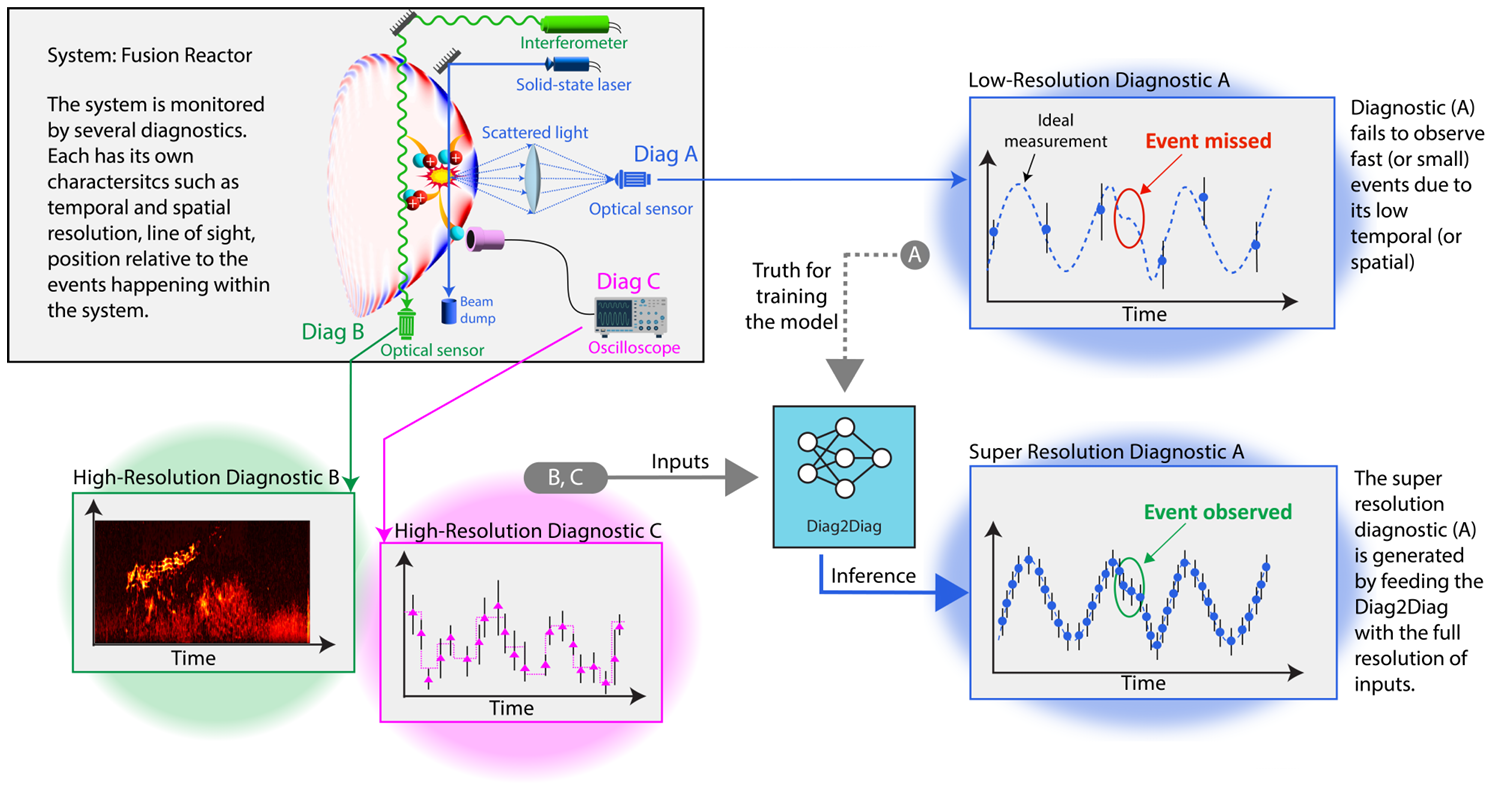 System: Fusion Reactor
The system is monitored
by several diagnostics.
Each has its own
charactersitcs such as
temporal and spatial
resolution, line of sight,
position relative to the
events happening within
the system.
Interferometer
Solid-state laser
Scattered light
Diag A
Optical sensor
+
+
+
+
Diag C
Beam
dump
Diag B
Optical sensor
Oscilloscope
Low-Resolution Diagnostic A
Ideal
measurement
Event missed
Time
Diagnostic (A)
fails to observe
fast (or small)
events due to
its low
temporal (or
spatial)
A
Truth for
training
the model
High-Resolution Diagnostic B
Time
High-Resolution Diagnostic C
Time
B, C
Inputs
Diag2Diag
Inference
Super Resolution Diagnostic A
Event observed
Time
The super
resolution
diagnostic (A)
is generated
by feeding the
Diag2Diag
with the full
resolution of
inputs.